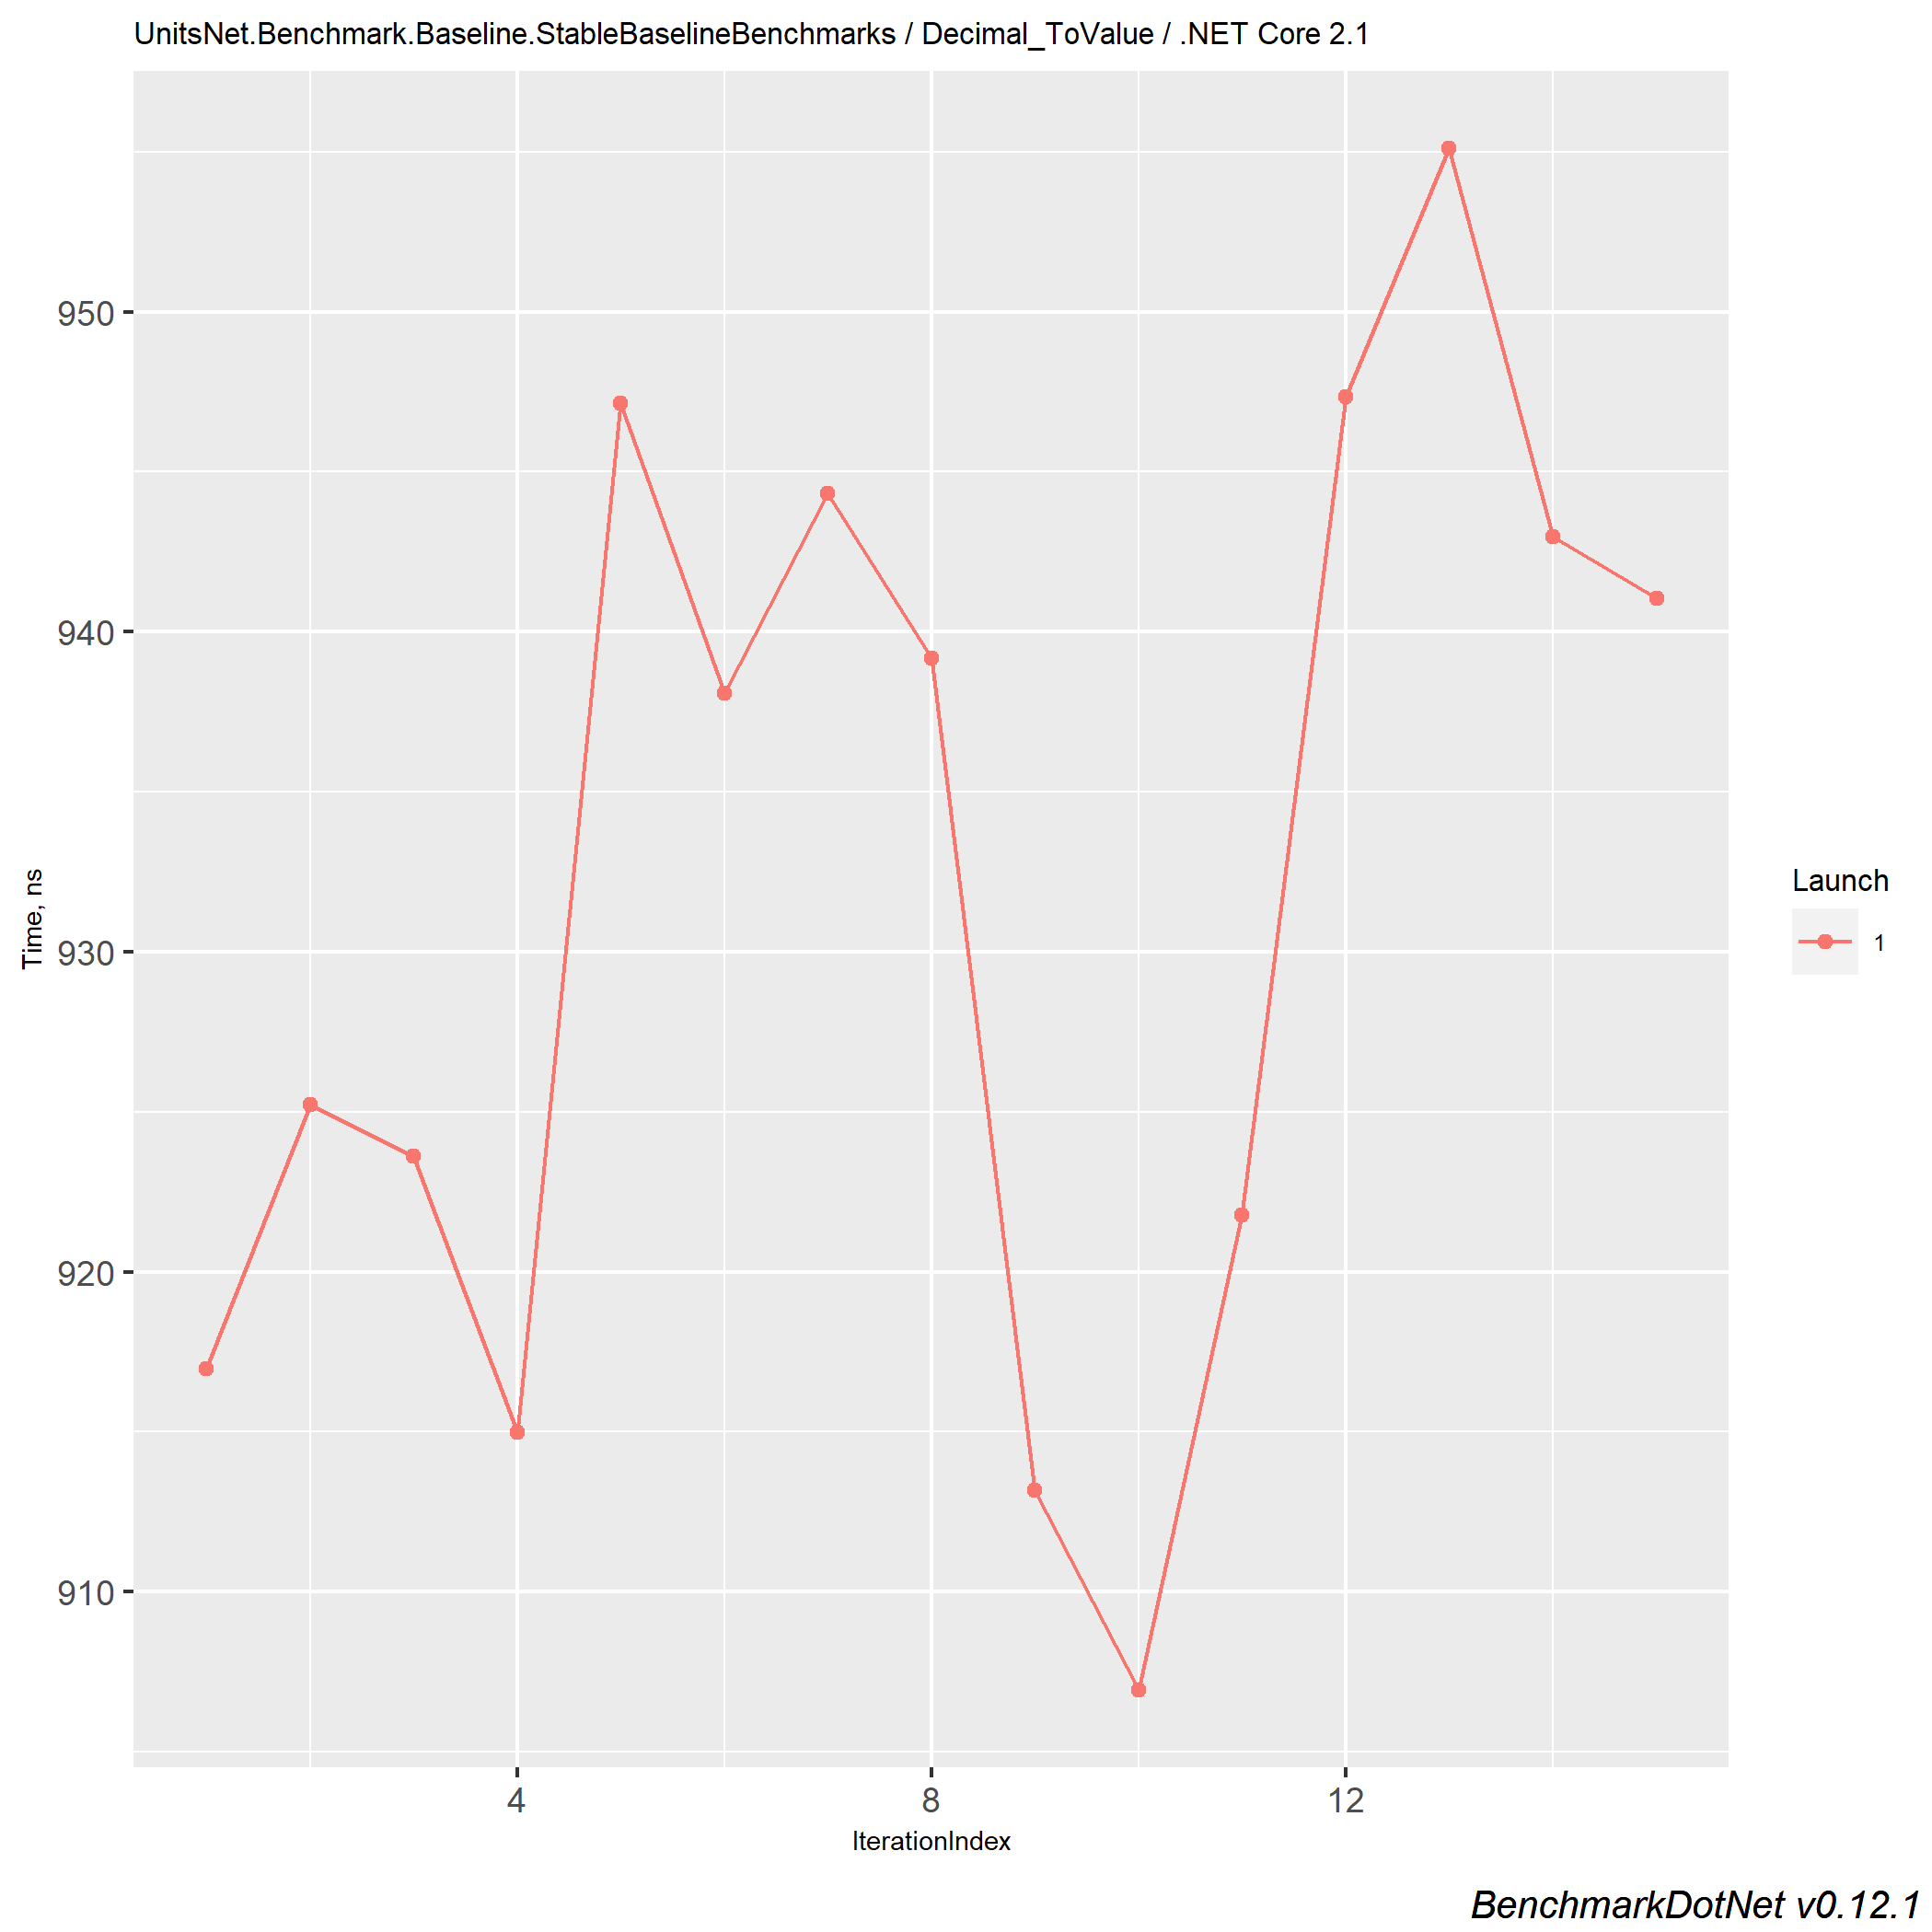 UnitsNet.Benchmark.Baseline.StableBaselineBenchmarks / Decimal_ToValue / .NET Core 2.1
Time, ns
950
940
930
920
910
4 8 12
IterationIndex
Launch
1
BenchmarkDotNet v0.12.1